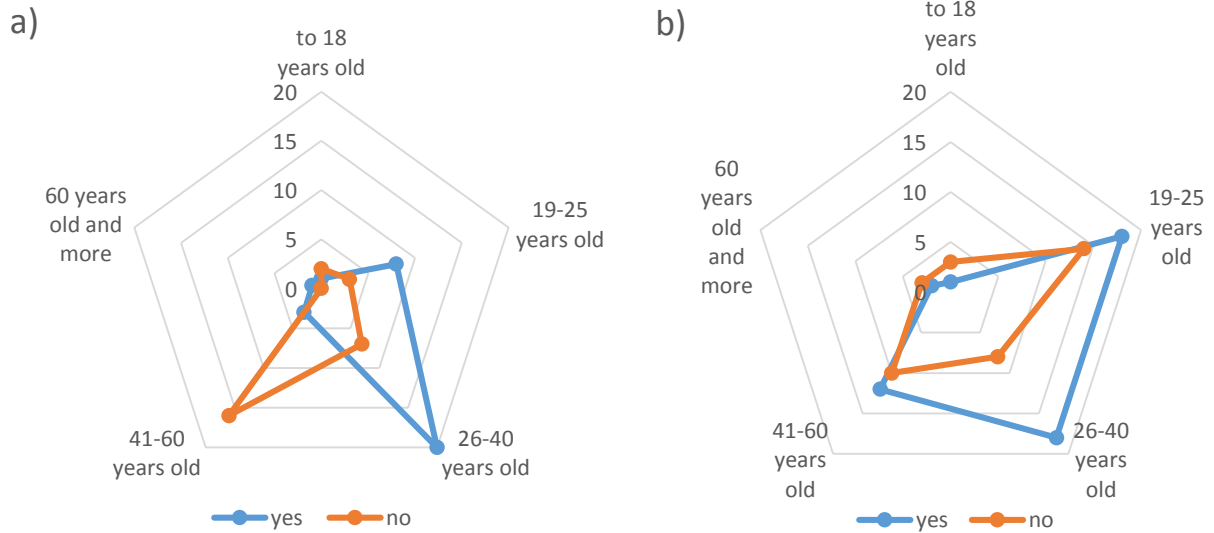 a)
to 18
years old
20
15
10
5
0
19-25
years old
26-40
years old
41-60
years old
60 years
old and
more
yes
no
b)
to 18
years
old
20
15
10
5
0
19-25
years
old
26-40
years
old
41-60
years
old
60
years
old
and
more
yes
no